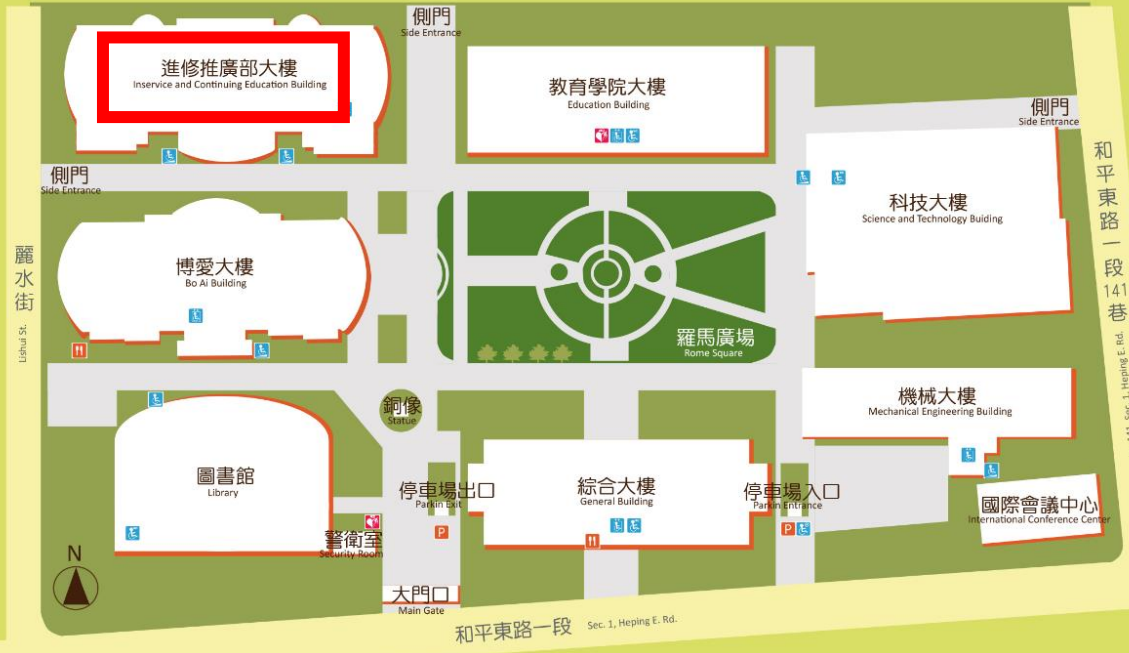 側門
Side Entrance
進修推廣部大樓
Inservice and Continuing Education Building
教育學院大樓
Education Building
側門
Side Entrance
側門
Side Entrance
科技大樓
Science and Technology Buiding
和平東路一段141巷
麗水街
Lishui St.
博愛大樓
Bo Ai Building
羅馬廣場
Rome Square
銅像
Statue
機械大樓
Mechanical Engineering Building
圖書館
Library
停車場出口
Parkin Exit
P
綜合大樓
General Building
停車場入口
Parkin Entrance
P
國際會議中心
International Conference Center
警衛室
Security Room
N
大門口
Main Gate
和平東路一段
Sec. 1, Heping E. Rd.
Sec. 1, Heping E. Rd.